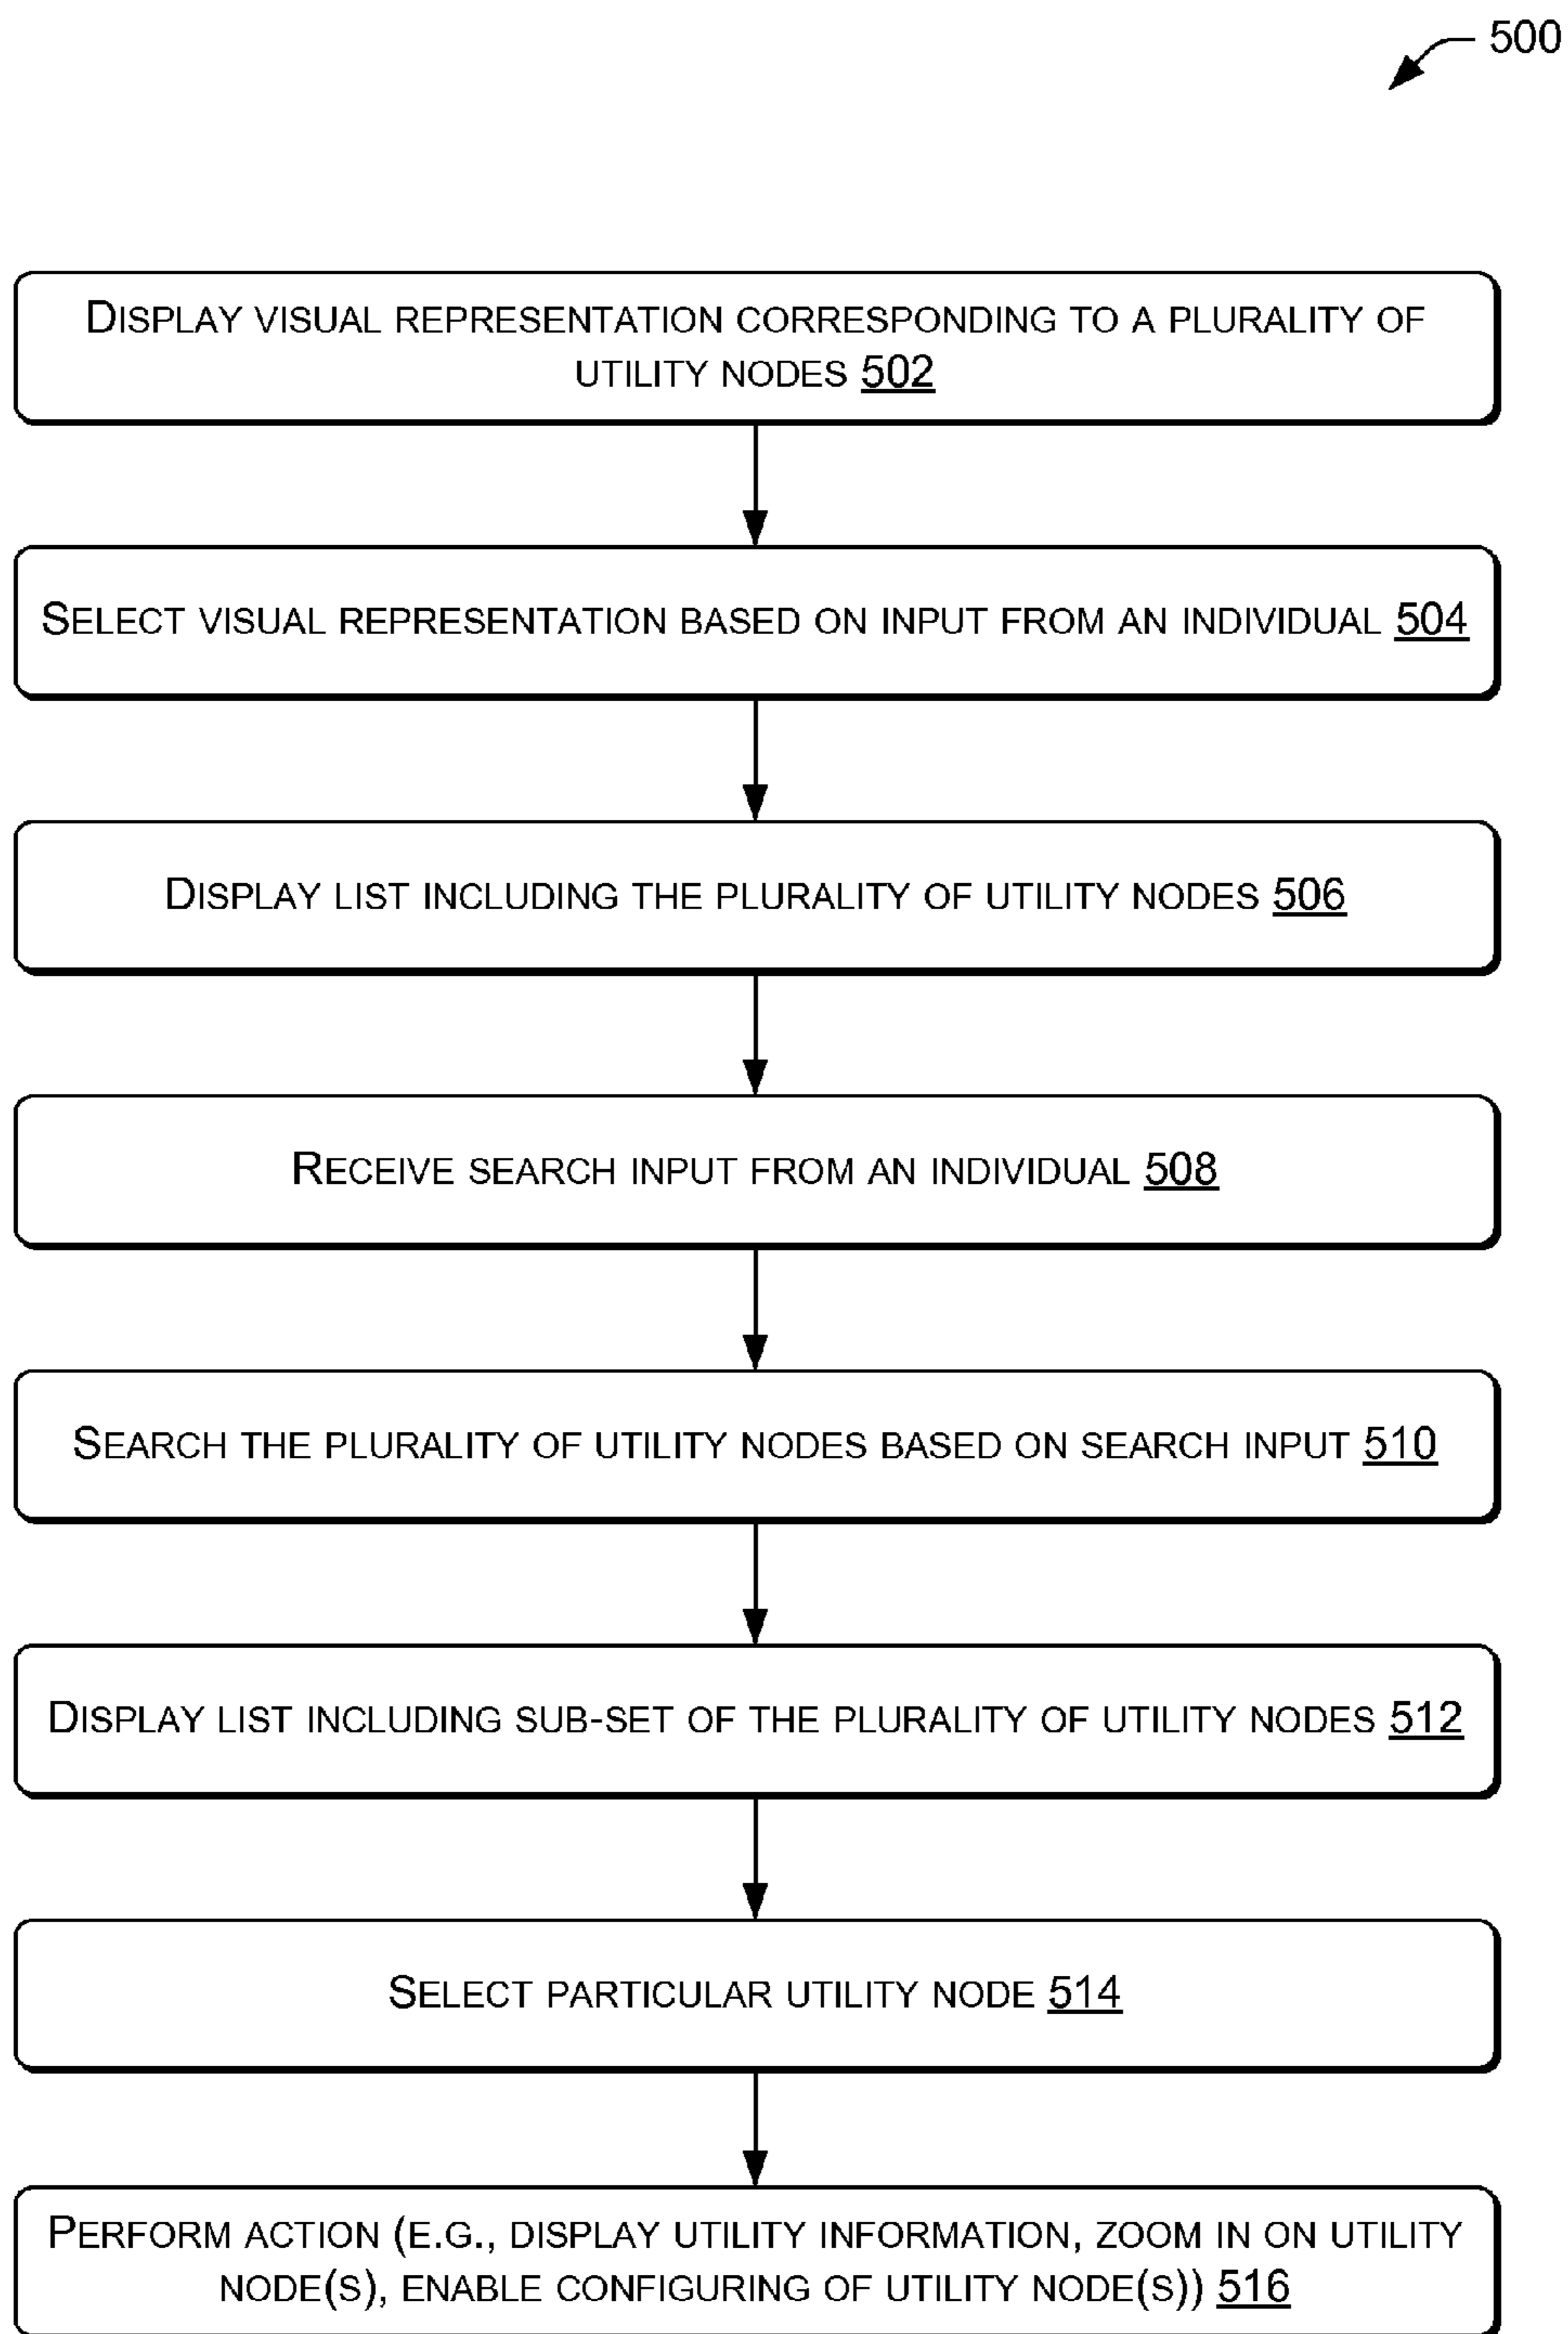 500
DISPLAY VISUAL REPRESENTATION CORRESPONDING TO A PLURALITY OF
UTILITY NODES 502
SELECT VISUAL REPRESENTATION BASED ON INPUT FROM AN INDIVIDUAL 504
DISPLAY LIST INCLUDING THE PLURALITY OF UTILITY NODES 506
RECEIVE SEARCH INPUT FROM AN INDIVIDUAL 508
SEARCH THE PLURALITY OF UTILITY NODES BASED ON SEARCH INPUT 510
DISPLAY LIST INCLUDING SUB-SET OF THE PLURALITY OF UTILITY NODES 512
SELECT PARTICULAR UTILITY NODE 514
PERFORM ACTION (E.G., DISPLAY UTILITY INFORMATION, ZOOM IN ON UTILITY
NODE(S), ENABLE CONFIGURING OF UTILITY NODE(S)) 516